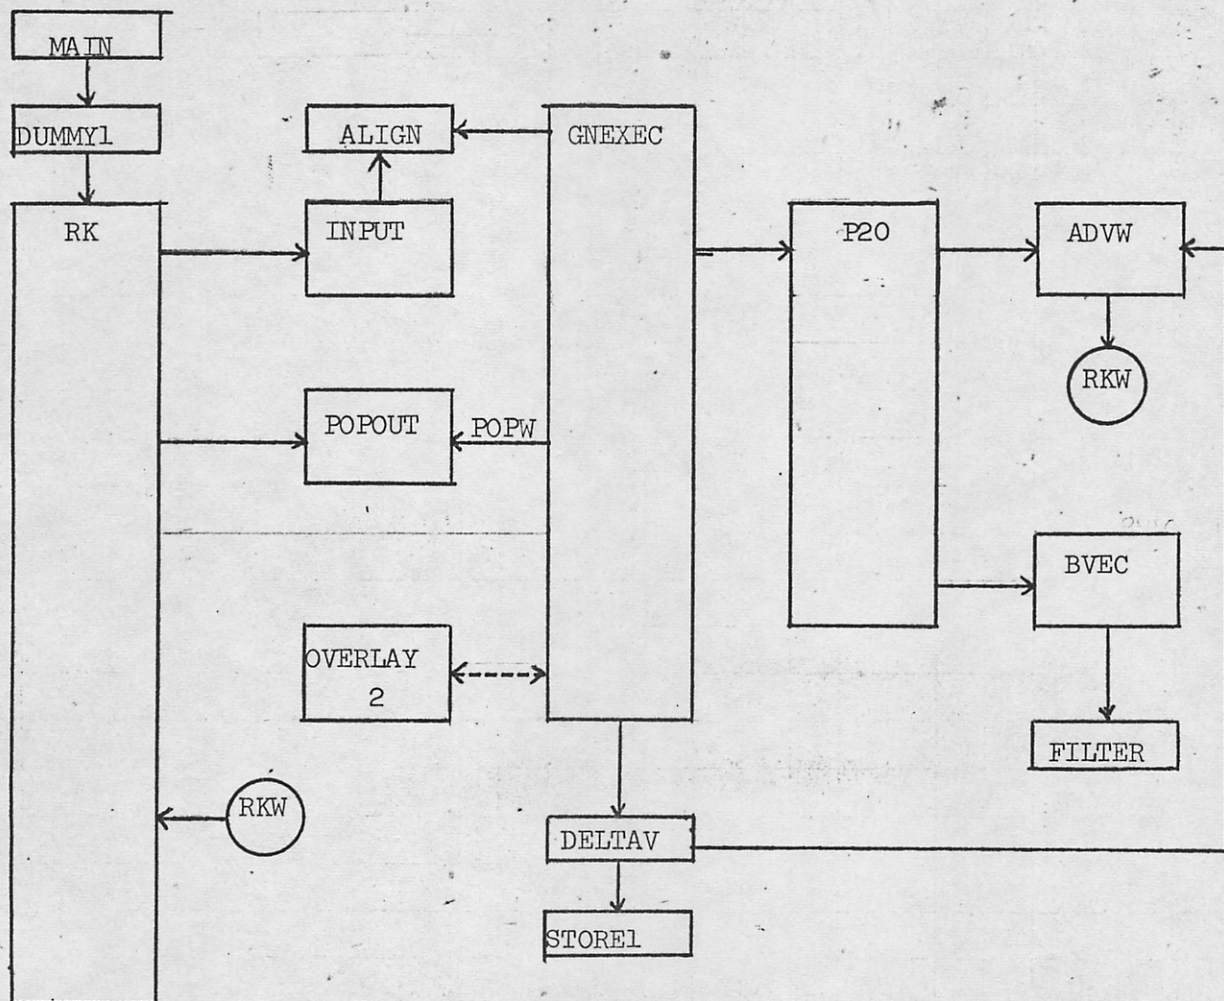 MAIN
DUMMY1
ALIGN
GNEXEC
RK
INPUT
P20
ADVW
RKW
POPOUT
POPW
BVEC
OVERLAY
2
FILTER
RKW
DELTAV
STORE1